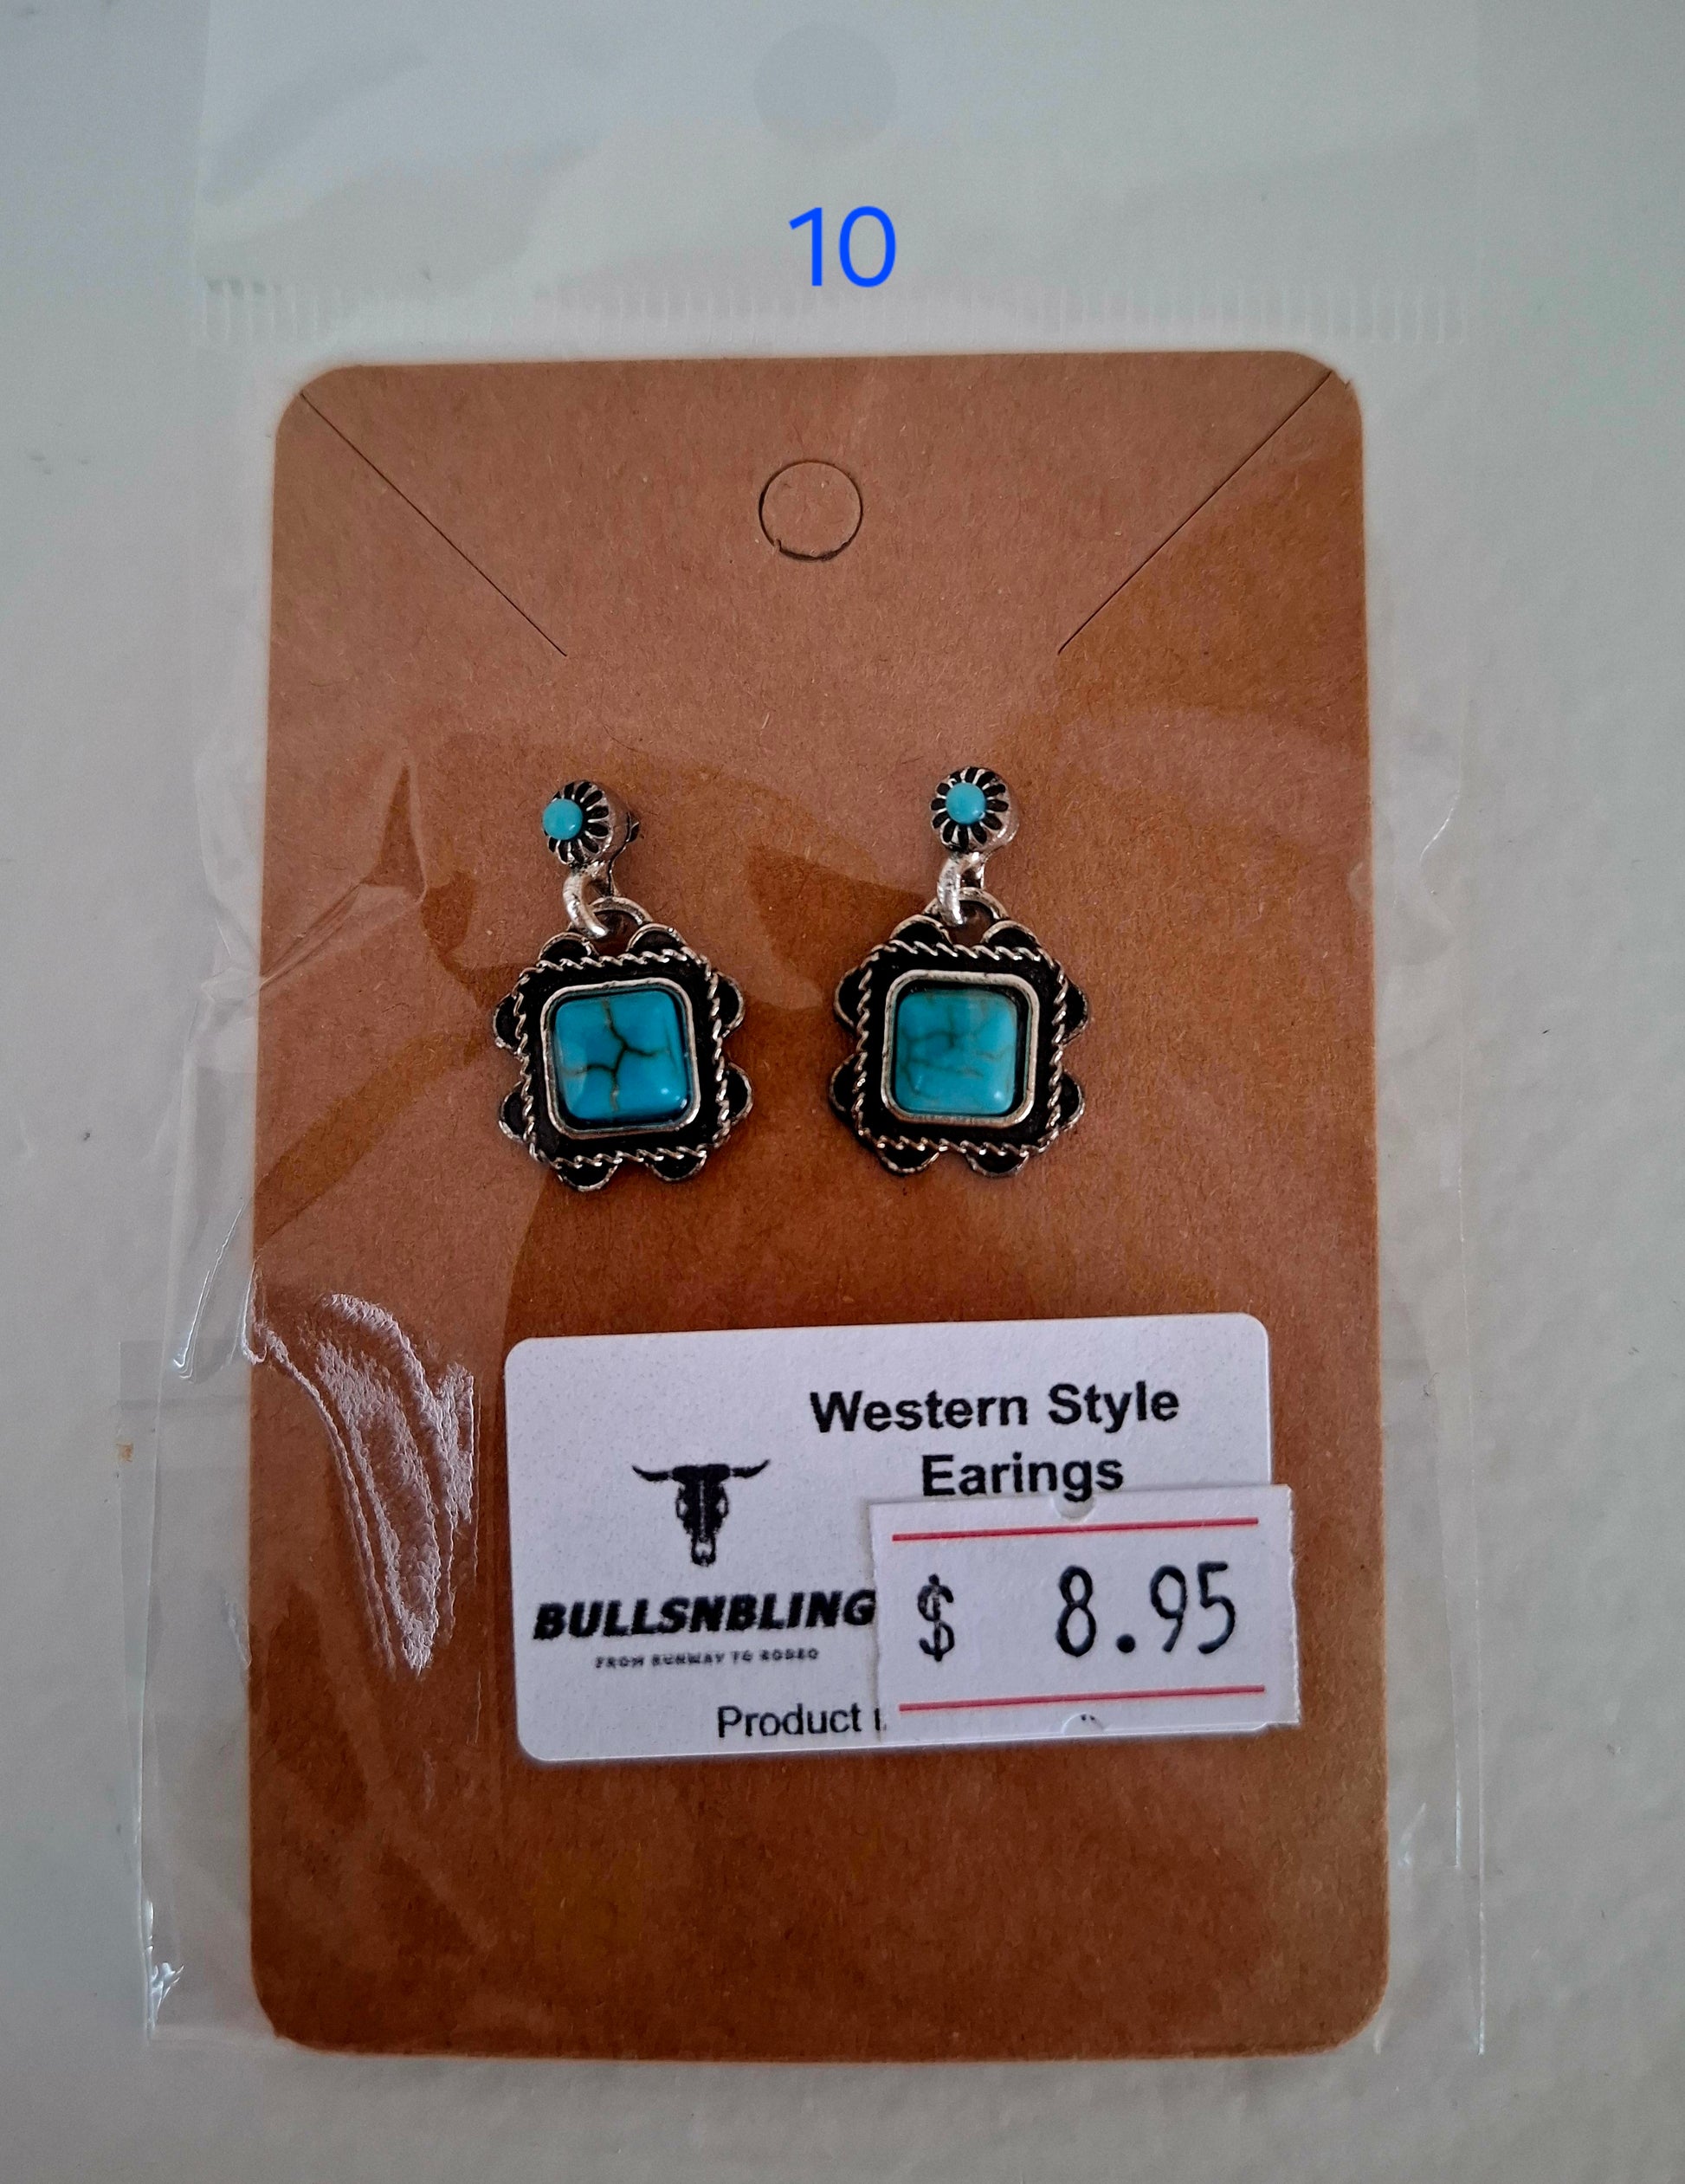 10
Western Style
Earings
$ 8.95
BULLSNBLING
FROM RUNWAY TO RODEO
Product